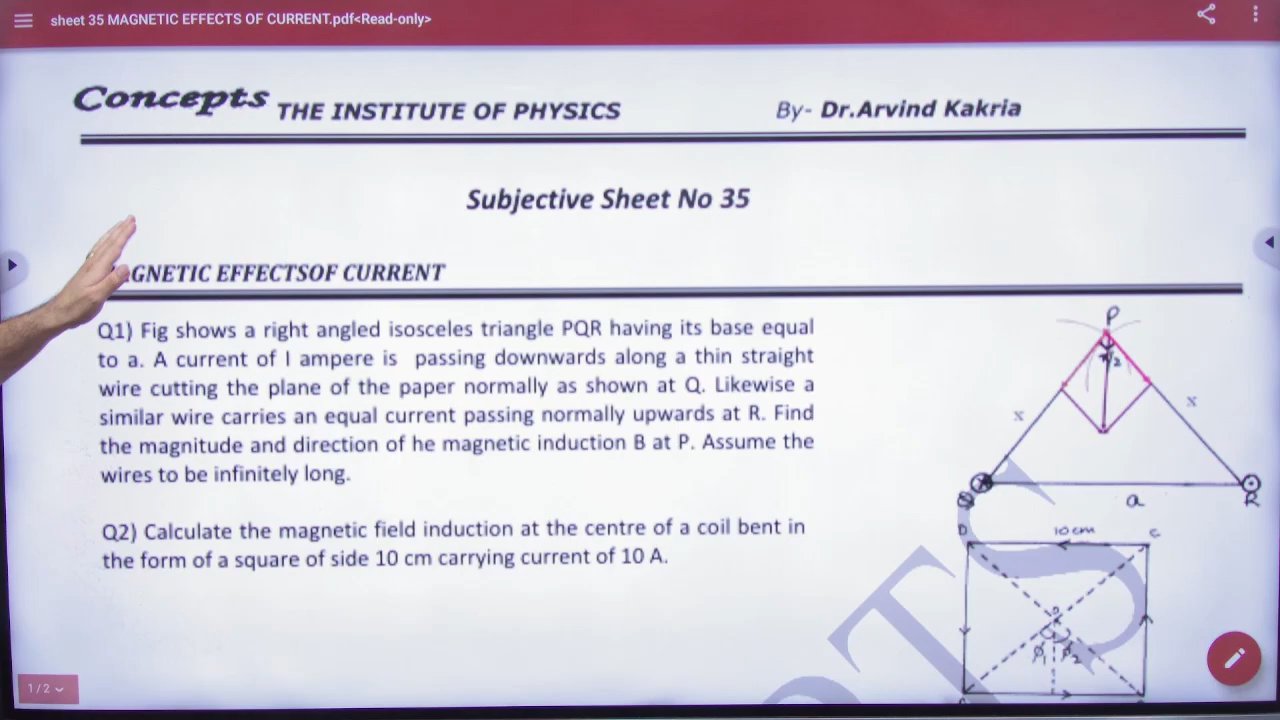 sheet 35 MAGNETIC EFFECTS OF CURRENT.pdf<Read-only>
Concepts THE INSTITUTE OF PHYSICS By- Dr.Arvind Kakria
Subjective Sheet No 35
AGNETIC EFFECTSOF CURRENT
Q1) Fig shows a right angled isosceles triangle PQR having its base equal
to a. A current of I ampere is passing downwards along a thin straight
wire cutting the plane of the paper normally as shown at Q. Likewise a
similar wire carries an equal current passing normally upwards at R. Find
the magnitude and direction of he magnetic induction B at P. Assume the
wires to be infinitely long.
P
x
x
a
R
Q2) Calculate the magnetic field induction at the centre of a coil bent in
the form of a square of side 10 cm carrying current of 10 A.
D 10 cm C
O
ϕ1 ϕ2
1 / 2